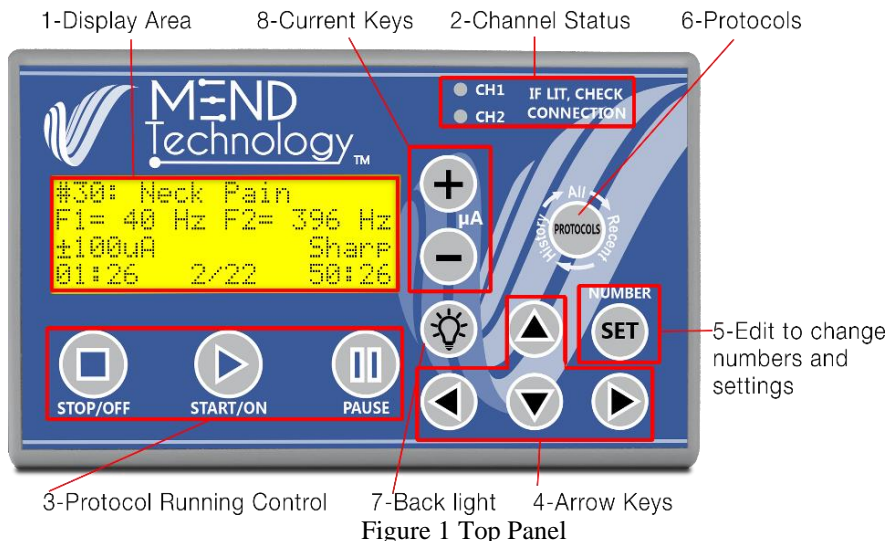 1-Display Area
8-Current Keys
2-Channel Status
6-Protocols
MEND
Technology™
CH1
CH2
IF LIT, CHECK
CONNECTION
#30: Neck Pain
F1= 40 Hz F2= 396 Hz
±100uA Sharp
01:26 2/22 50:26
+
µA
−
All
Recent
History
PROTOCOLS
NUMBER
SET
5-Edit to change
numbers and
settings
STOP/OFF
START/ON
PAUSE
3-Protocol Running Control
7-Back light
4-Arrow Keys
Figure 1 Top Panel